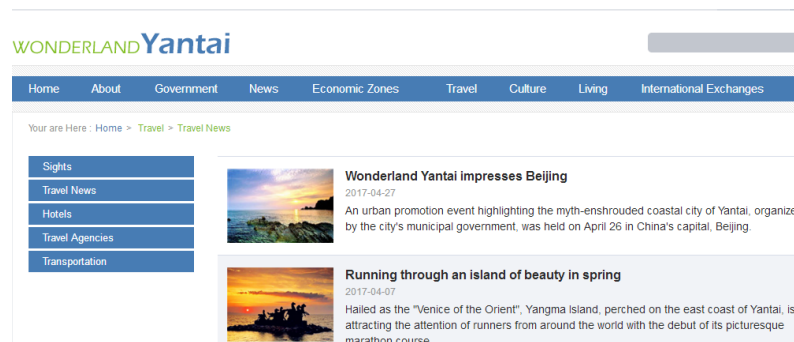 WONDERLAND Yantai
Home About Government News Economic Zones Travel Culture Living International Exchanges
Your are Here : Home > Travel > Travel News
Sights
Travel News
Hotels
Travel Agencies
Transportation
Wonderland Yantai impresses Beijing
2017-04-27
An urban promotion event highlighting the myth-enshrouded coastal city of Yantai, organize
by the city's municipal government, was held on April 26 in China's capital, Beijing.
Running through an island of beauty in spring
2017-04-07
Hailed as the "Venice of the Orient", Yangma Island, perched on the east coast of Yantai, is
attracting the attention of runners from around the world with the debut of its picturesque
marathon course